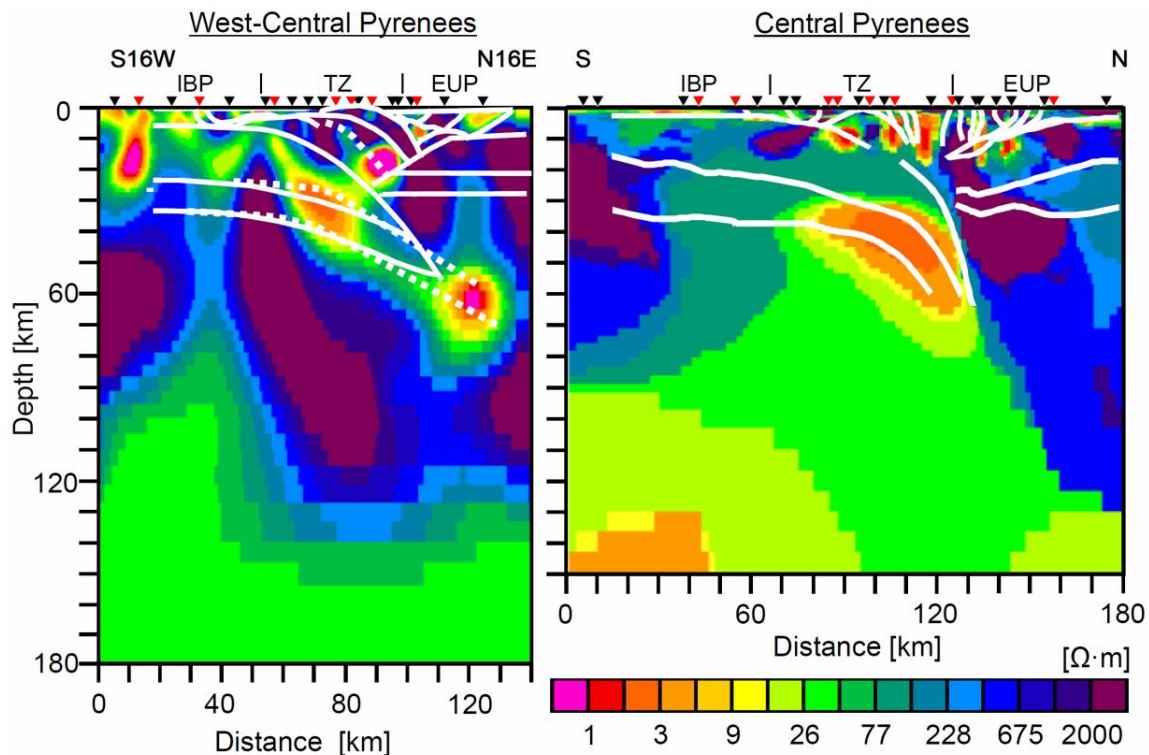 West-Central Pyrenees
Central Pyrenees
S16W N16E
S N
IBP | TZ | EUP
IBP | TZ | EUP
0
60
120
180
Depth [km]
0 40 80 120
Distance [km]
0 60 120 180
Distance [km]
[Ω·m]
1 3 9 26 77 228 675 2000